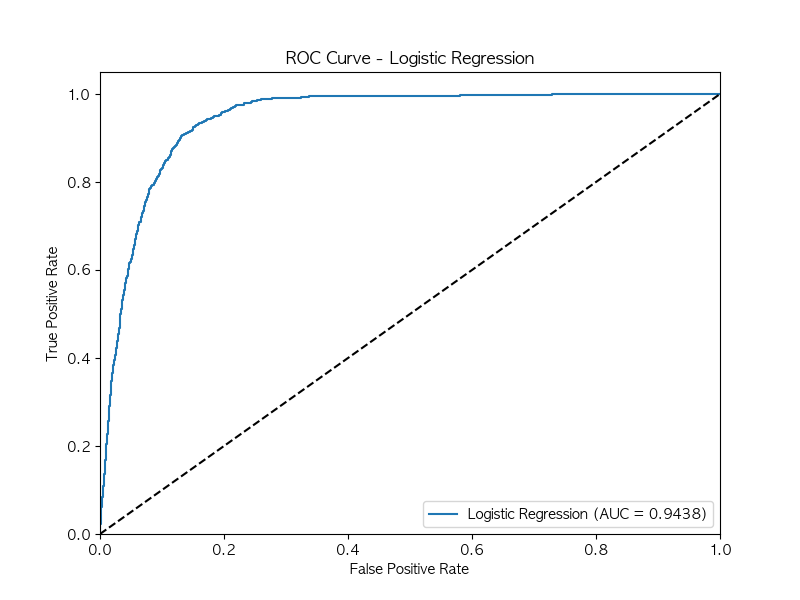 ROC Curve - Logistic Regression
True Positive Rate
1.0
0.8
0.6
0.4
0.2
0.0
Logistic Regression (AUC = 0.9438)
0.0 0.2 0.4 0.6 0.8 1.0
False Positive Rate